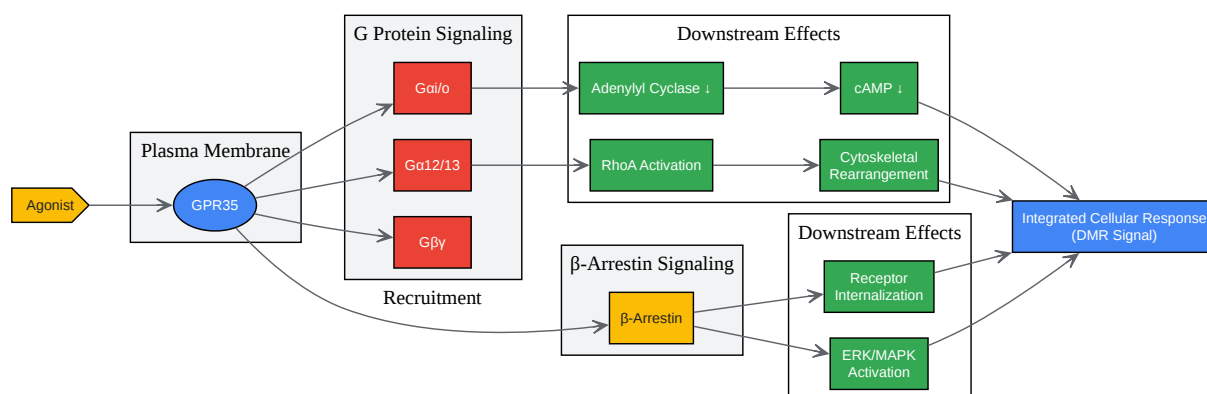 G Protein Signaling
Downstream Effects
Gαi/o
Adenylyl Cyclase ↓
cAMP ↓
Plasma Membrane
Gα12/13
RhoA Activation
Cytoskeletal
Rearrangement
Agonist
GPR35
Gβγ
Integrated Cellular Response
(DMR Signal)
Downstream Effects
β-Arrestin Signaling
Receptor
Internalization
Recruitment
β-Arrestin
ERK/MAPK
Activation